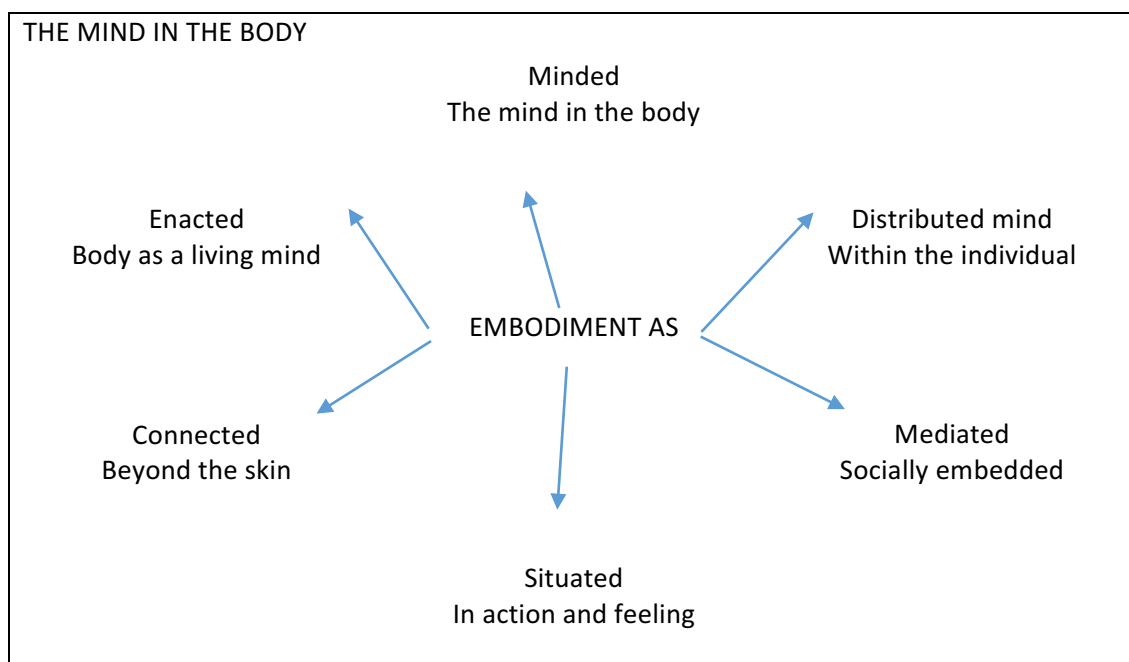 THE MIND IN THE BODY
Minded
The mind in the body
Enacted
Body as a living mind
Distributed mind
Within the individual
EMBODIMENT AS
Connected
Beyond the skin
Mediated
Socially embedded
Situated
In action and feeling